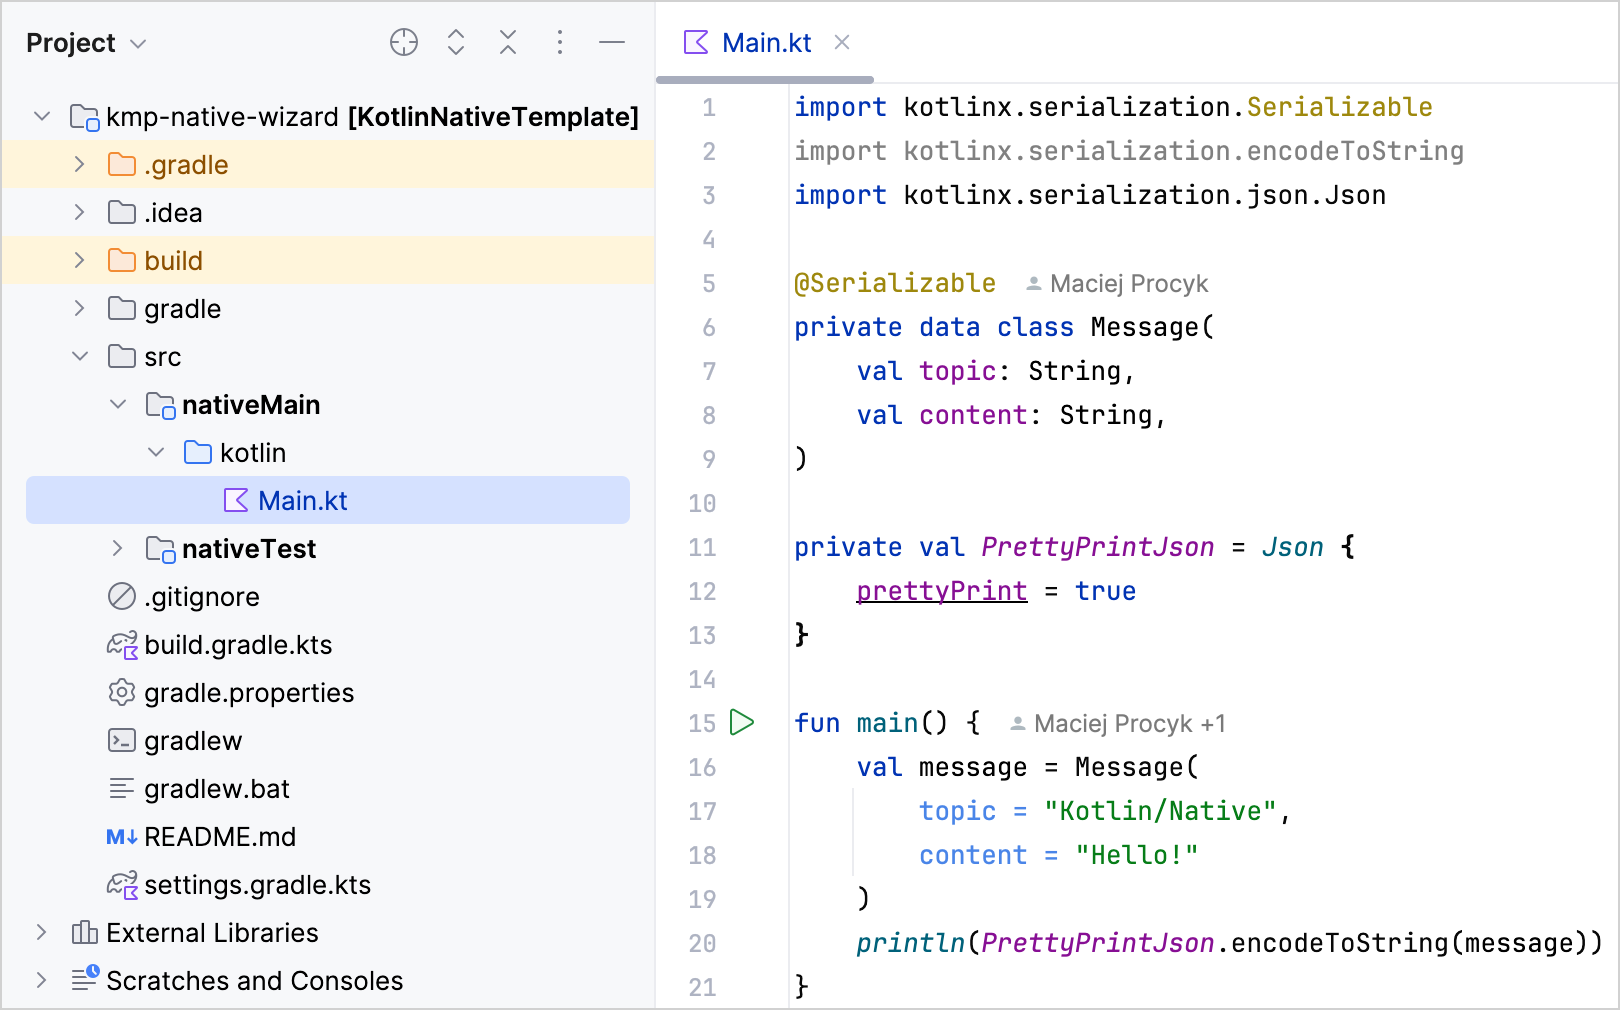 Project
kmp-native-wizard [KotlinNativeTemplate]
.gradle
.idea
build
gradle
src
nativeMain
kotlin
Main.kt
nativeTest
.gitignore
build.gradle.kts
gradle.properties
gradlew
gradlew.bat
M↓ README.md
settings.gradle.kts
External Libraries
Scratches and Consoles
Main.kt
1 import kotlinx.serialization.Serializable
2 import kotlinx.serialization.encodeToString
3 import kotlinx.serialization.json.Json
4
5 @Serializable Maciej Procyk
6 private data class Message(
7     val topic: String,
8     val content: String,
9 )
10
11 private val PrettyPrintJson = Json {
12     prettyPrint = true
13 }
14
15 fun main() { Maciej Procyk +1
16     val message = Message(
17         topic = "Kotlin/Native",
18         content = "Hello!"
19     )
20     println(PrettyPrintJson.encodeToString(message))
21 }